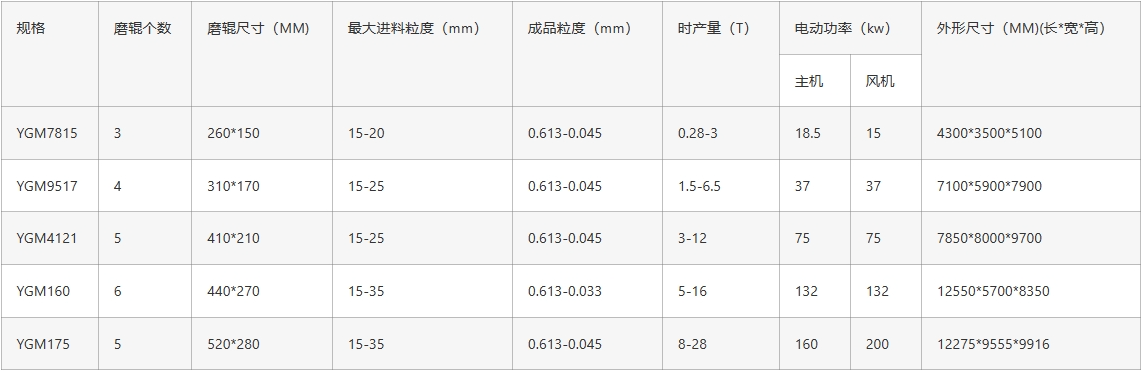 规格 磨辊个数 磨辊尺寸（MM) 最大进料粒度（mm） 成品粒度（mm） 时产量（T） 电动功率（kw） 外形尺寸（MM)(长*宽*高）
主机 风机
YGM7815 3 260*150 15-20 0.613-0.045 0.28-3 18.5 15 4300*3500*5100
YGM9517 4 310*170 15-25 0.613-0.045 1.5-6.5 37 37 7100*5900*7900
YGM4121 5 410*210 15-25 0.613-0.045 3-12 75 75 7850*8000*9700
YGM160 6 440*270 15-35 0.613-0.033 5-16 132 132 12550*5700*8350
YGM175 5 520*280 15-35 0.613-0.045 8-28 160 200 12275*9555*9916